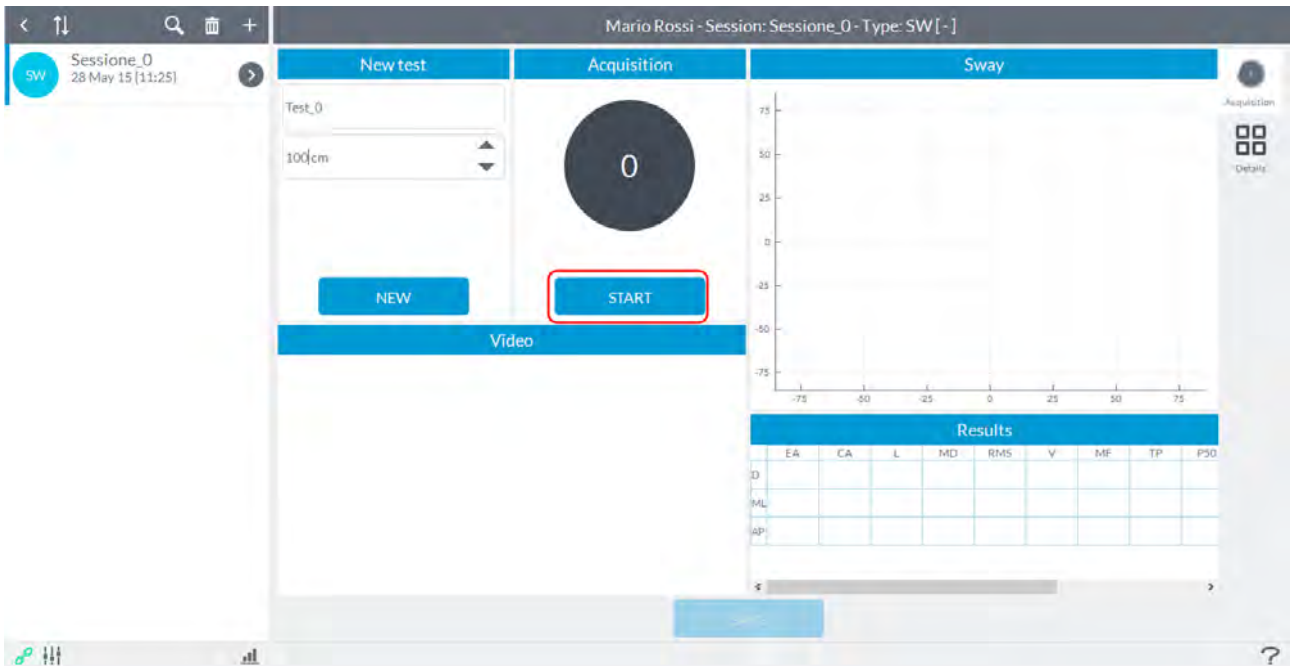 Mario Rossi - Session: Sessione_0 - Type: SW [ - ]
SW
Sessione_0
28 May 15 [11:25]
New test
Test_0
100 cm
NEW
Acquisition
0
START
Video
Sway
75
50
25
0
-25
-50
-75
-75 -50 -25 0 25 50 75
Results
EA CA L MD RMS V MF TP P50
D
ML
AP
Acquisition
Details
?